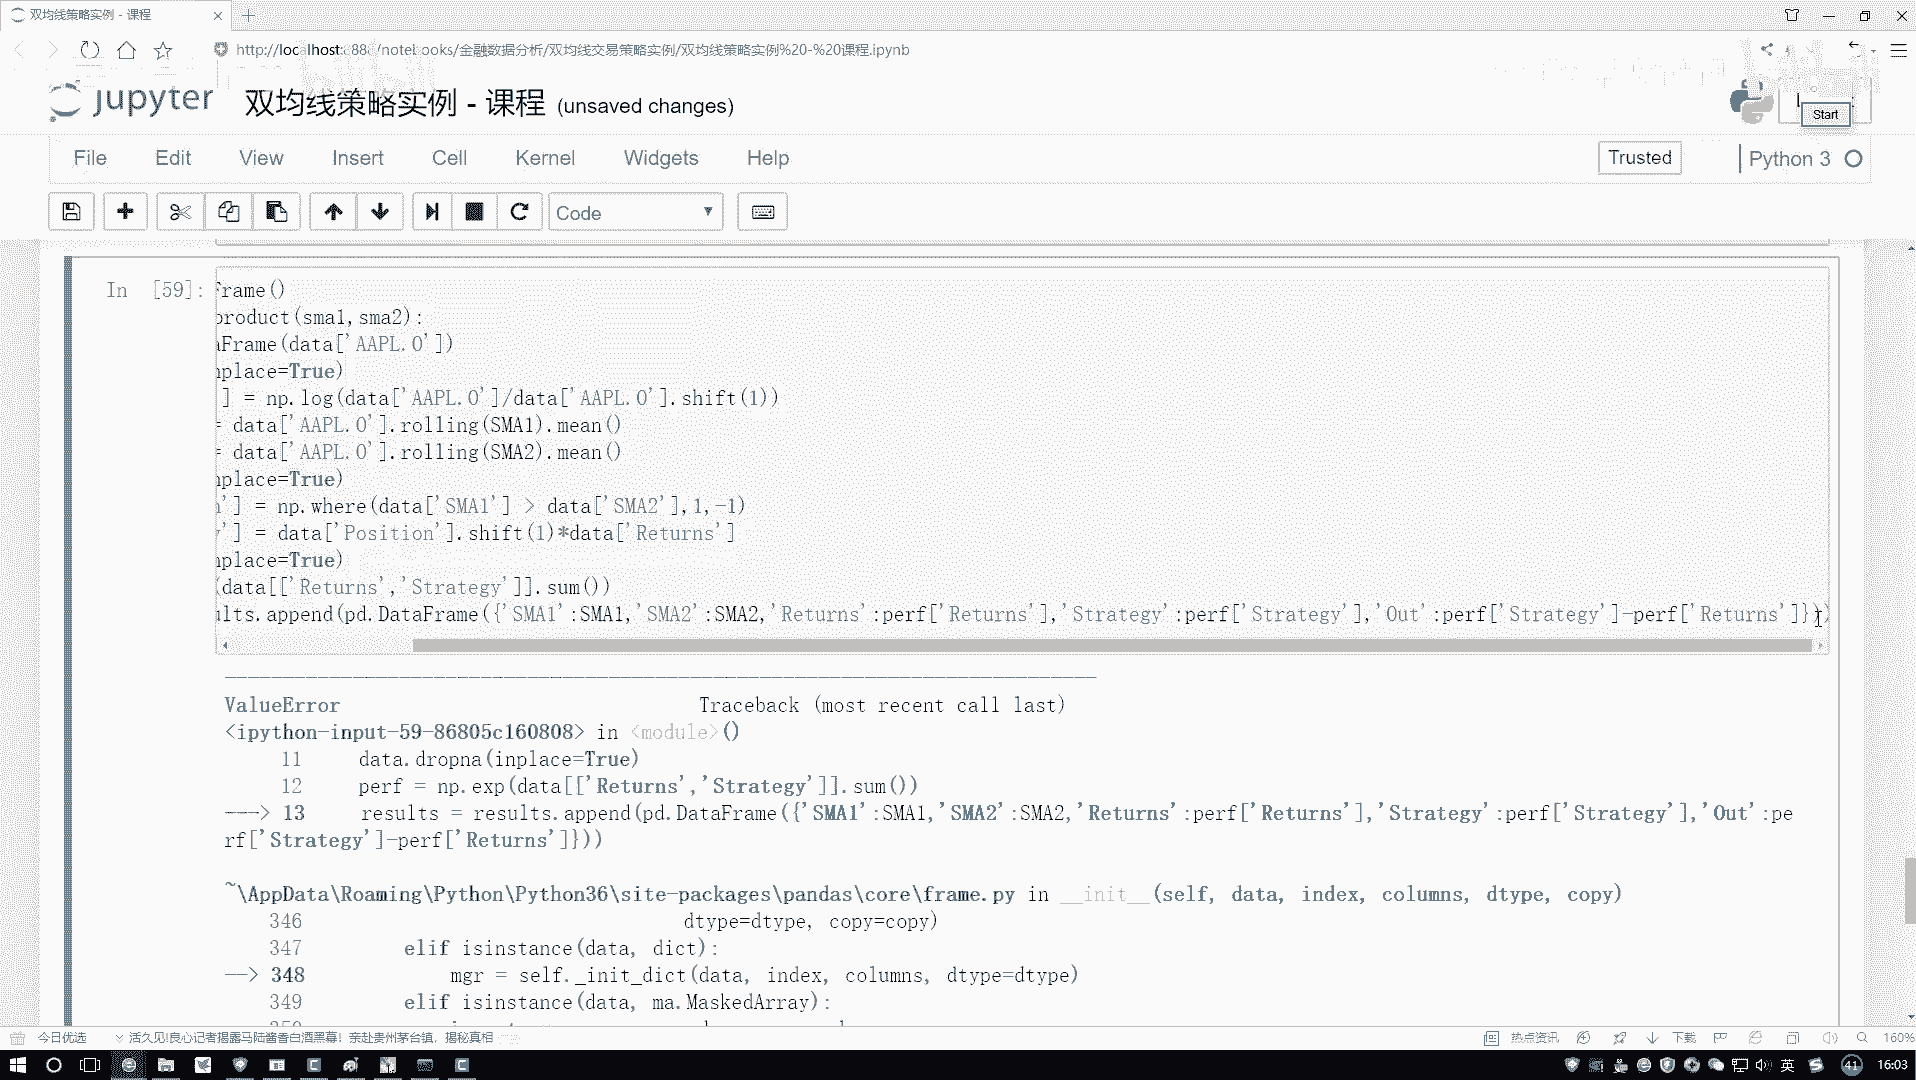 双均线策略实例 - 课程
http://localhost:888/notebooks/金融数据分析/双均线交易策略实例/双均线策略实例%20-%20课程.ipynb
jupyter 双均线策略实例 - 课程 (unsaved changes)
Start
File Edit View Insert Cell Kernel Widgets Help
Trusted
Python 3
Code
In [59]:
Frame()
product(sma1,sma2):
aFrame(data['AAPL.O'])
nplace=True)
] = np.log(data['AAPL.O']/data['AAPL.O'].shift(1))
= data['AAPL.O'].rolling(SMA1).mean()
= data['AAPL.O'].rolling(SMA2).mean()
nplace=True)
n'] = np.where(data['SMA1'] > data['SMA2'],1,-1)
y'] = data['Position'].shift(1)*data['Returns']
nplace=True)
(data[['Returns','Strategy']].sum())
ults.append(pd.DataFrame({'SMA1':SMA1,'SMA2':SMA2,'Returns':perf['Returns'],'Strategy':perf['Strategy'],'Out':perf['Strategy']-perf['Returns']}))
ValueError Traceback (most recent call last)
<ipython-input-59-86805c160808> in <module>()
11 data.dropna(inplace=True)
12 perf = np.exp(data[['Returns','Strategy']].sum())
---> 13 results = results.append(pd.DataFrame({'SMA1':SMA1,'SMA2':SMA2,'Returns':perf['Returns'],'Strategy':perf['Strategy'],'Out':pe
rf['Strategy']-perf['Returns']}))
~\AppData\Roaming\Python\Python36\site-packages\pandas\core\frame.py in __init__(self, data, index, columns, dtype, copy)
346 dtype=dtype, copy=copy)
347 elif isinstance(data, dict):
--> 348 mgr = self._init_dict(data, index, columns, dtype=dtype)
349 elif isinstance(data, ma.MaskedArray):
今日优选 活久见!良心记者揭露马陆酱香白酒黑幕! 亲赴贵州茅台镇,揭秘真相
热点资讯 下载 160%
英 41 16:03